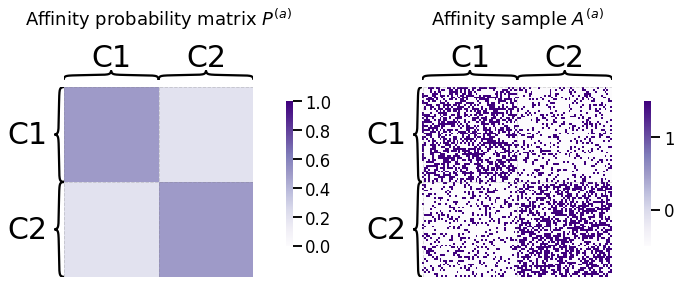 Affinity probability matrix P^(a)
C1 C2
C1
C2
1.0
0.8
0.6
0.4
0.2
0.0
Affinity sample A^(a)
C1 C2
C1
C2
1
0